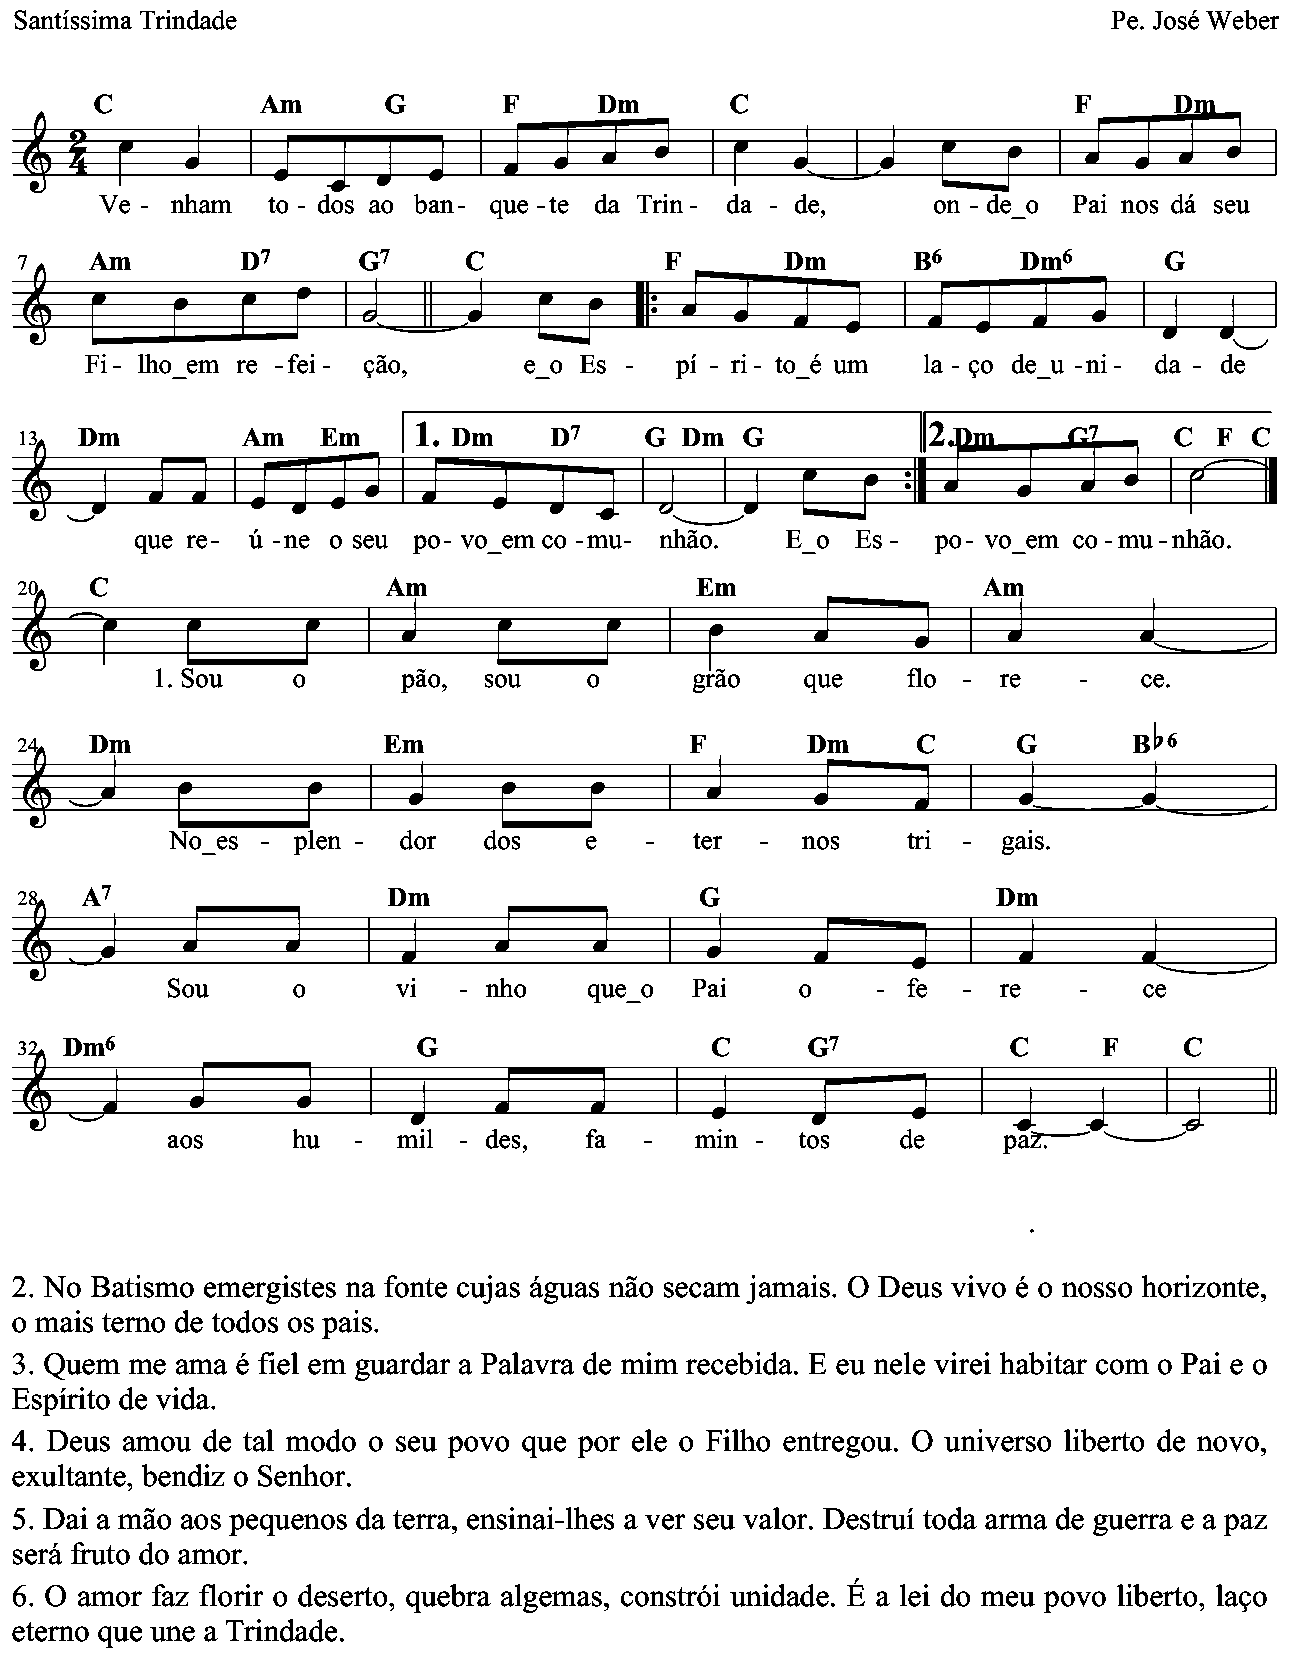 Santíssima Trindade Pe. José Weber
C Am G F Dm C F Dm
2 4
Ve - nham to - dos ao ban- que - te da Trin - da - de, on - de_o Pai nos dá seu
7 Am D7 G7 C F Dm B6 Dm6 G
Fi - lho_em re - fei - ção, e_o Es - pí - ri - to_é um la - ço de_u - ni - da - de
13 Dm Am Em 1. Dm D7 G Dm G 2. Dm G7 C F C
que re - ú - ne o seu po - vo_em co - mu - nhão. E_o Es - po - vo_em co - mu - nhão.
20 C Am Em Am
1. Sou o pão, sou o grão que flo - re - ce.
24 Dm Em F Dm C G B♭6
No_es - plen - dor dos e - ter - nos tri - gais.
28 A7 Dm G Dm
Sou o vi - nho que_o Pai o - fe - re - ce
32 Dm6 G C G7 C F C
aos hu - mil - des, fa - min - tos de paz.
2. No Batismo emergistes na fonte cujas águas não secam jamais. O Deus vivo é o nosso horizonte,
o mais terno de todos os pais.
3. Quem me ama é fiel em guardar a Palavra de mim recebida. E eu nele virei habitar com o Pai e o
Espírito de vida.
4. Deus amou de tal modo o seu povo que por ele o Filho entregou. O universo liberto de novo,
exultante, bendiz o Senhor.
5. Dai a mão aos pequenos da terra, ensinai-lhes a ver seu valor. Destruí toda arma de guerra e a paz
será fruto do amor.
6. O amor faz florir o deserto, quebra algemas, constrói unidade. É a lei do meu povo liberto, laço
eterno que une a Trindade.